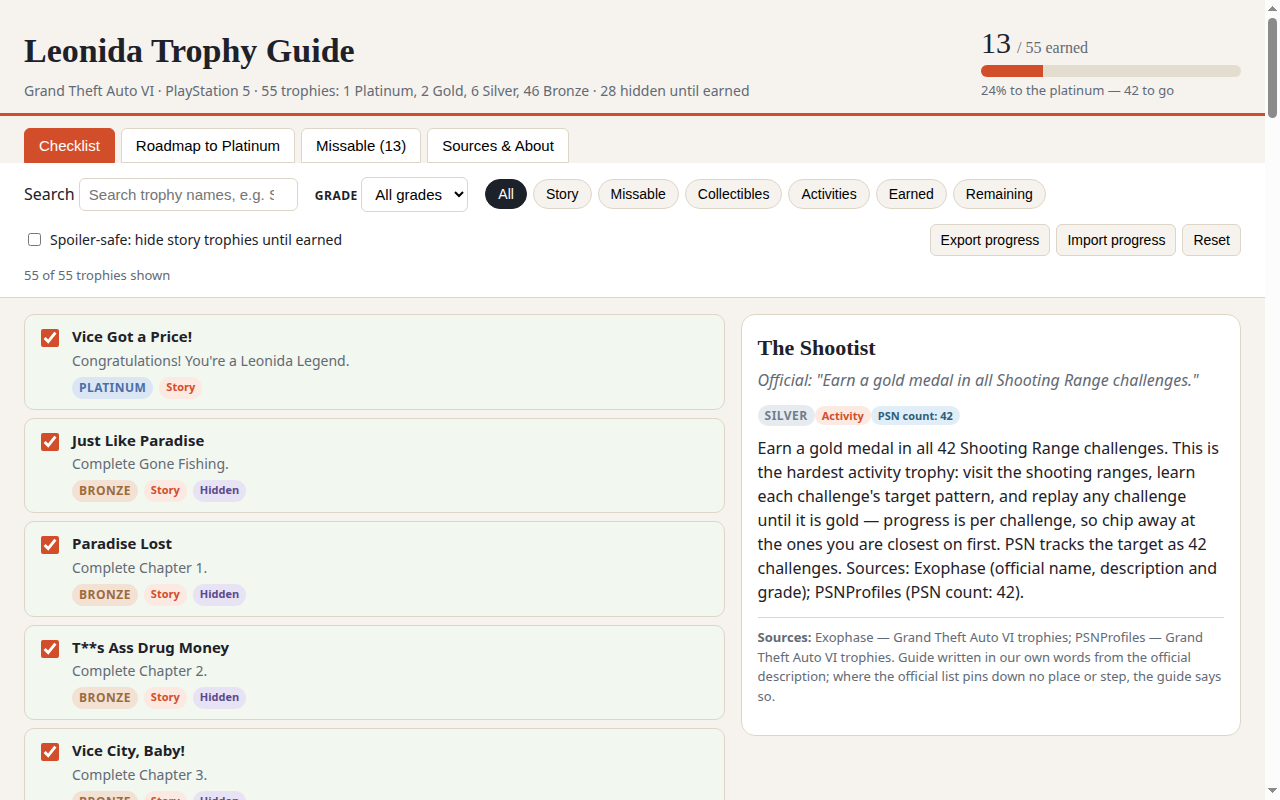 Leonida Trophy Guide
Grand Theft Auto VI · PlayStation 5 · 55 trophies: 1 Platinum, 2 Gold, 6 Silver, 46 Bronze · 28 hidden until earned
13 / 55 earned
24% to the platinum — 42 to go
Checklist
Roadmap to Platinum
Missable (13)
Sources & About
Search
Search trophy names, e.g. S
GRADE
All grades
All
Story
Missable
Collectibles
Activities
Earned
Remaining
Spoiler-safe: hide story trophies until earned
Export progress
Import progress
Reset
55 of 55 trophies shown
Vice Got a Price!
Congratulations! You're a Leonida Legend.
PLATINUM Story
Just Like Paradise
Complete Gone Fishing.
BRONZE Story Hidden
Paradise Lost
Complete Chapter 1.
BRONZE Story Hidden
T**s Ass Drug Money
Complete Chapter 2.
BRONZE Story Hidden
Vice City, Baby!
Complete Chapter 3.
BRONZE Story Hidden
The Shootist
Official: "Earn a gold medal in all Shooting Range challenges."
SILVER Activity PSN count: 42
Earn a gold medal in all 42 Shooting Range challenges. This is
the hardest activity trophy: visit the shooting ranges, learn
each challenge's target pattern, and replay any challenge
until it is gold — progress is per challenge, so chip away at
the ones you are closest on first. PSN tracks the target as 42
challenges. Sources: Exophase (official name, description and
grade); PSNProfiles (PSN count: 42).
Sources: Exophase — Grand Theft Auto VI trophies; PSNProfiles — Grand
Theft Auto VI trophies. Guide written in our own words from the official
description; where the official list pins down no place or step, the guide says
so.